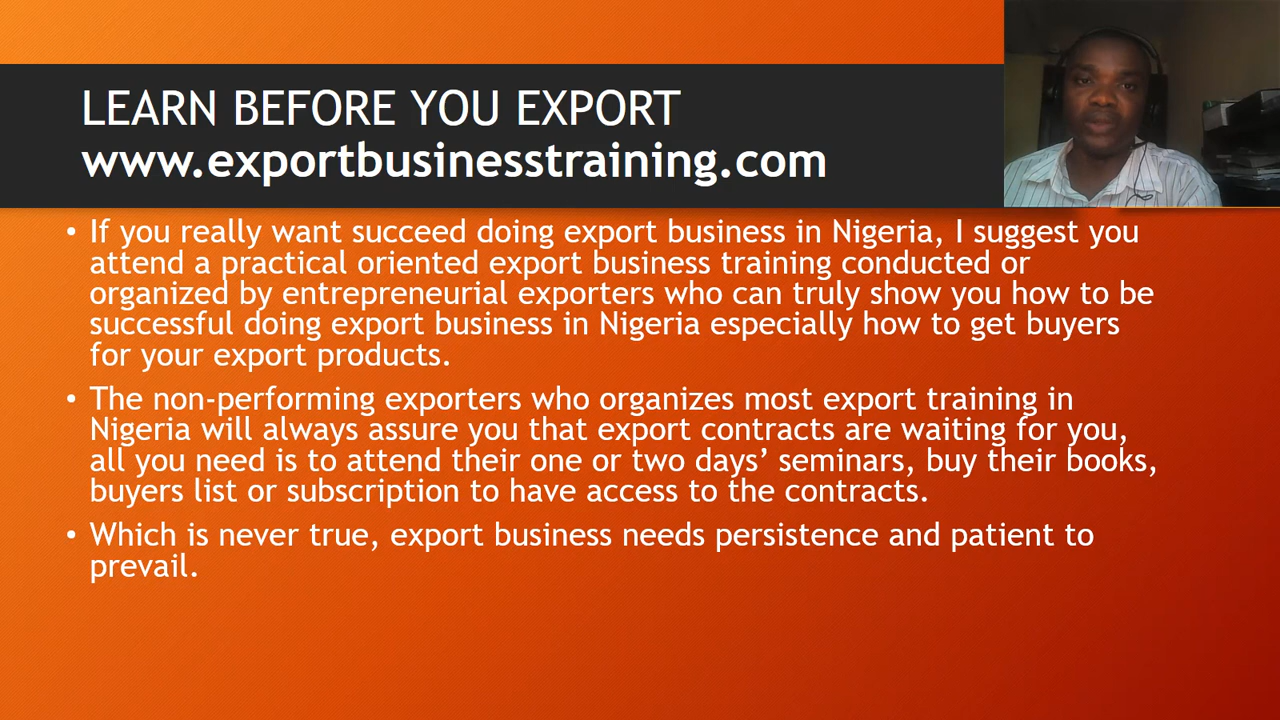 LEARN BEFORE YOU EXPORT
www.exportbusinesstraining.com
• If you really want succeed doing export business in Nigeria, I suggest you
attend a practical oriented export business training conducted or
organized by entrepreneurial exporters who can truly show you how to be
successful doing export business in Nigeria especially how to get buyers
for your export products.
• The non-performing exporters who organizes most export training in
Nigeria will always assure you that export contracts are waiting for you,
all you need is to attend their one or two days’ seminars, buy their books,
buyers list or subscription to have access to the contracts.
• Which is never true, export business needs persistence and patient to
prevail.